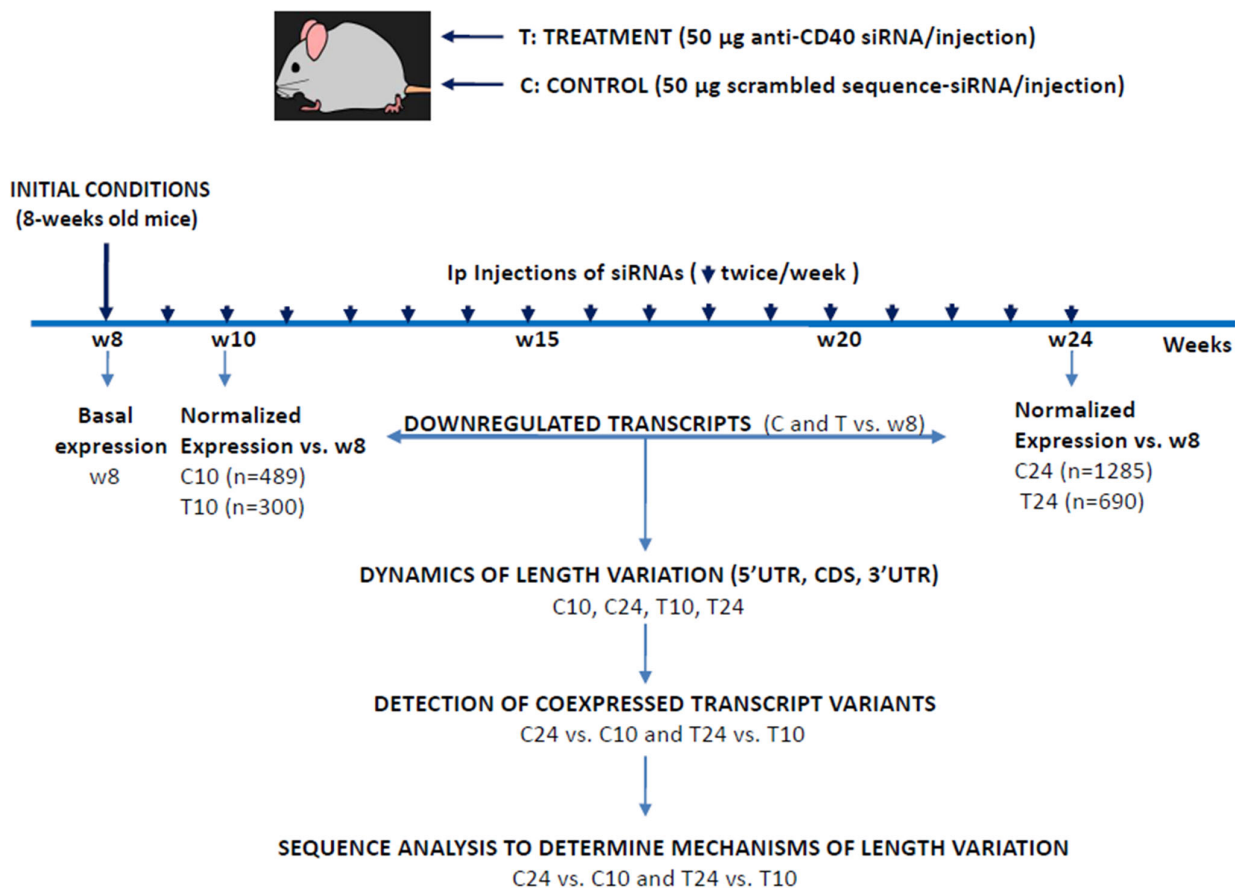 T: TREATMENT (50 µg anti-CD40 siRNA/injection)
C: CONTROL (50 µg scrambled sequence-siRNA/injection)
INITIAL CONDITIONS
(8-weeks old mice)
Ip Injections of siRNAs ( twice/week )
w8 w10 w15 w20 w24 Weeks
Basal
expression
w8
Normalized
Expression vs. w8
C10 (n=489)
T10 (n=300)
DOWNREGULATED TRANSCRIPTS (C and T vs. w8)
Normalized
Expression vs. w8
C24 (n=1285)
T24 (n=690)
DYNAMICS OF LENGTH VARIATION (5’UTR, CDS, 3’UTR)
C10, C24, T10, T24
DETECTION OF COEXPRESSED TRANSCRIPT VARIANTS
C24 vs. C10 and T24 vs. T10
SEQUENCE ANALYSIS TO DETERMINE MECHANISMS OF LENGTH VARIATION
C24 vs. C10 and T24 vs. T10